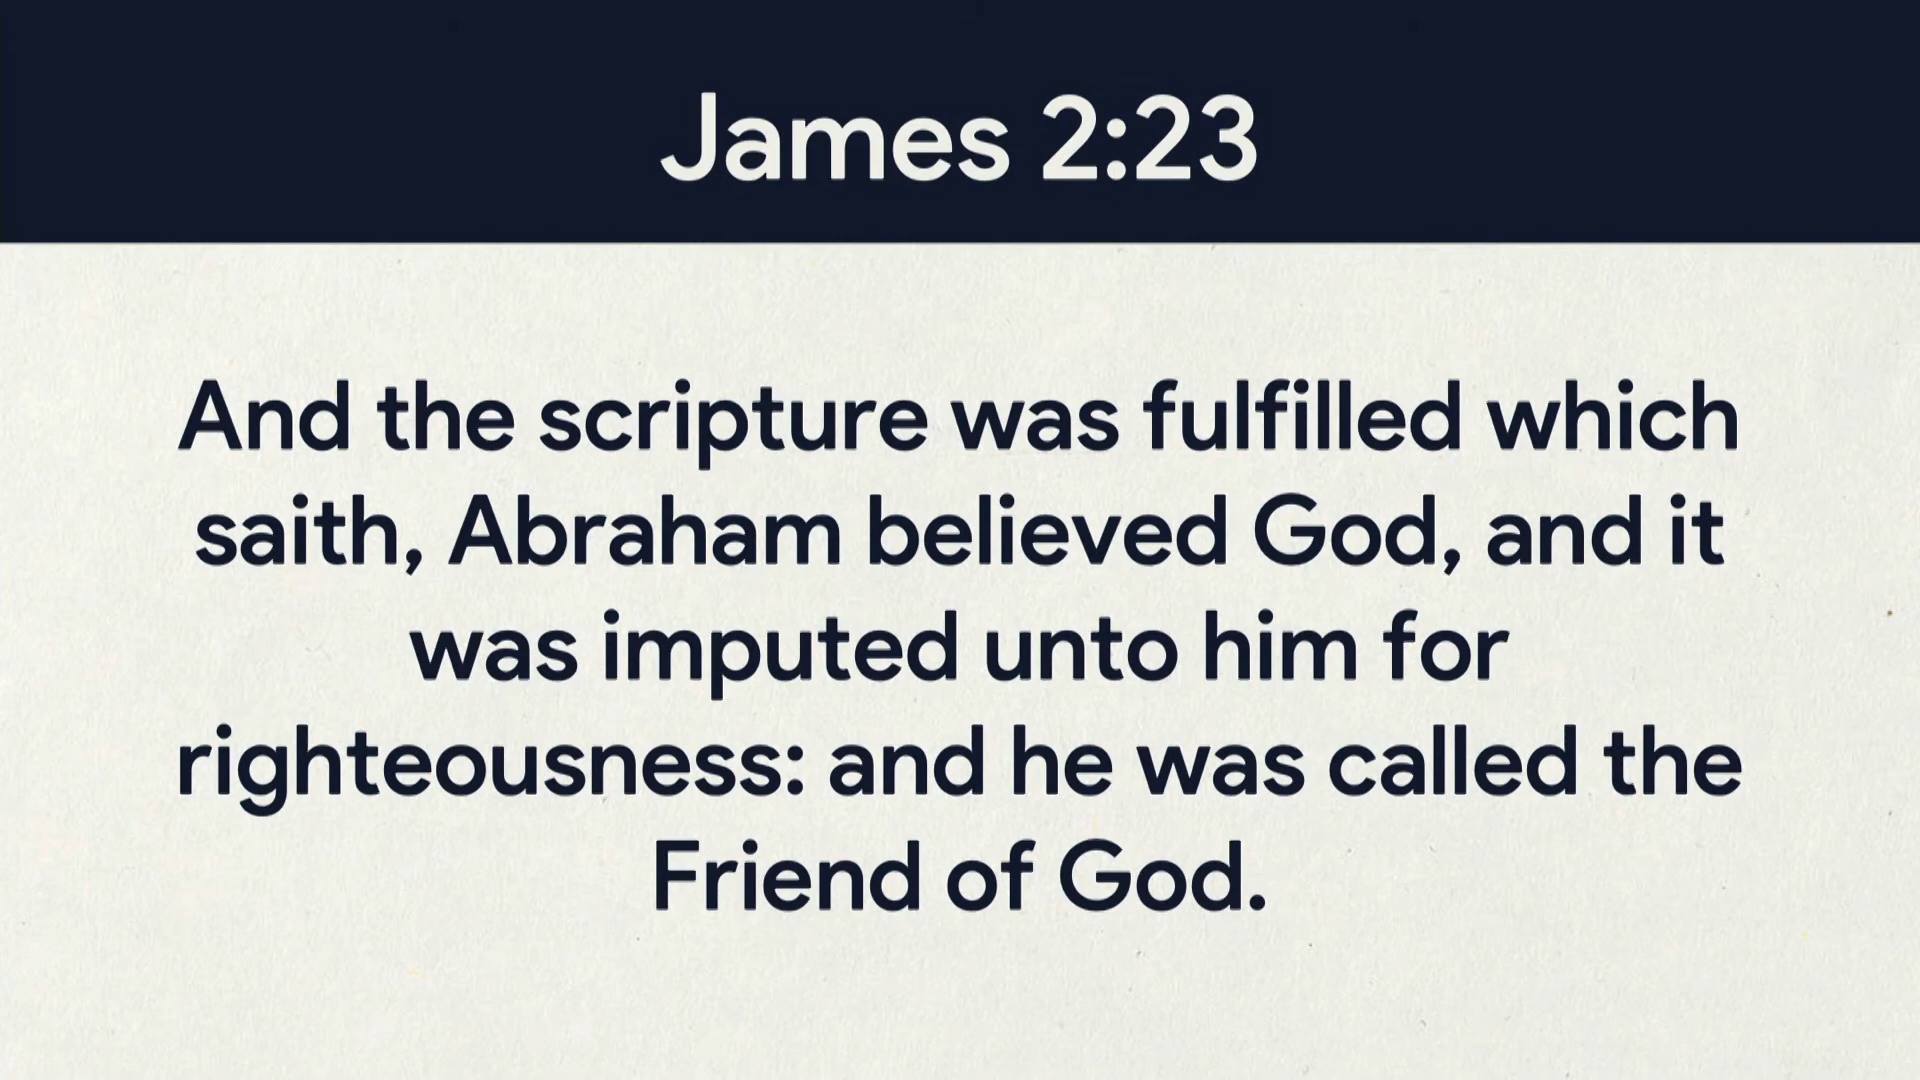 James 2:23
And the scripture was fulfilled which
saith, Abraham believed God, and it
was imputed unto him for
righteousness: and he was called the
Friend of God.